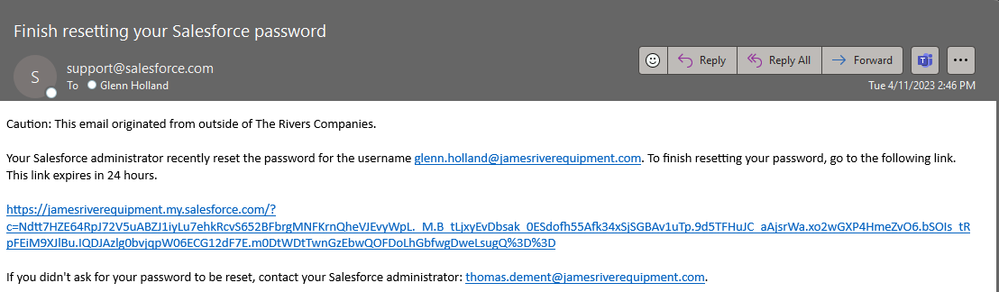 Finish resetting your Salesforce password
S
support@salesforce.com
To Glenn Holland
Reply
Reply All
Forward
Tue 4/11/2023 2:46 PM
Caution: This email originated from outside of The Rivers Companies.
Your Salesforce administrator recently reset the password for the username glenn.holland@jamesriverequipment.com. To finish resetting your password, go to the following link.
This link expires in 24 hours.
https://jamesriverequipment.my.salesforce.com/?
c=Ndtt7HZE64RpJ72V5uABZJ1iyLu7ehkRcvS652BFbrgMNFKrnQheVJEvyWpL._M.B_tLjxyEvDbsak_0ESdofh55Afk34xSjSGBAv1uTp.9d5TFHuJC_aAjsrWa.xo2wGXP4HmeZvO6.bSOIs_tR
pFEiM9XJlBu.IQDJAzlg0bvjqpW06ECG12dF7E.m0DtWDtTwnGzEbwQOFDoLhGbfwgDweLsugQ%3D%3D
If you didn't ask for your password to be reset, contact your Salesforce administrator: thomas.dement@jamesriverequipment.com.